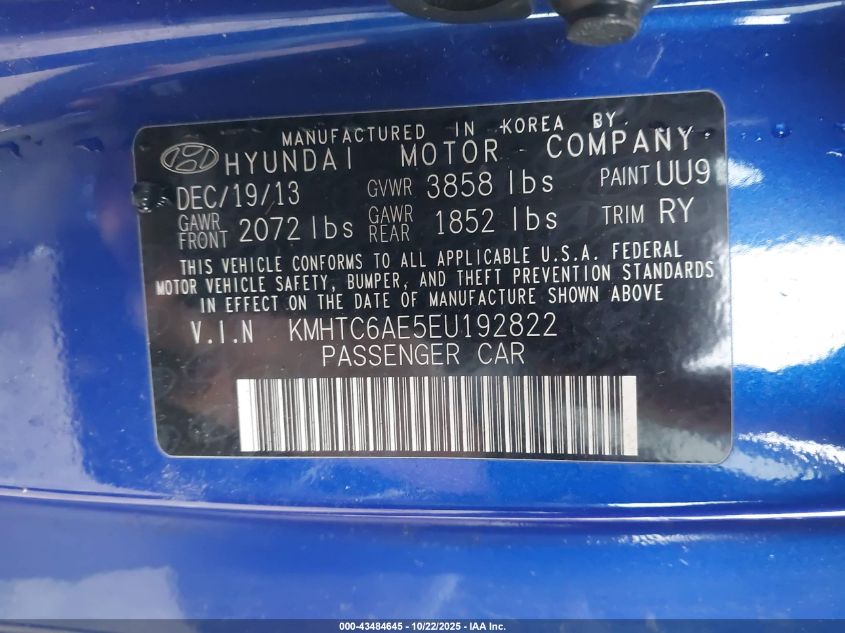 MANUFACTURED IN KOREA BY
HYUNDAI MOTOR COMPANY
DEC/19/13 GVWR 3858 lbs PAINT UU9
GAWR FRONT 2072 lbs GAWR REAR 1852 lbs TRIM RY
THIS VEHICLE CONFORMS TO ALL APPLICABLE U.S.A. FEDERAL
MOTOR VEHICLE SAFETY, BUMPER, AND THEFT PREVENTION STANDARDS
IN EFFECT ON THE DATE OF MANUFACTURE SHOWN ABOVE
V.I.N KMHTC6AE5EU192822
PASSENGER CAR
000-43484645 | 10/22/2025 - IAA Inc.